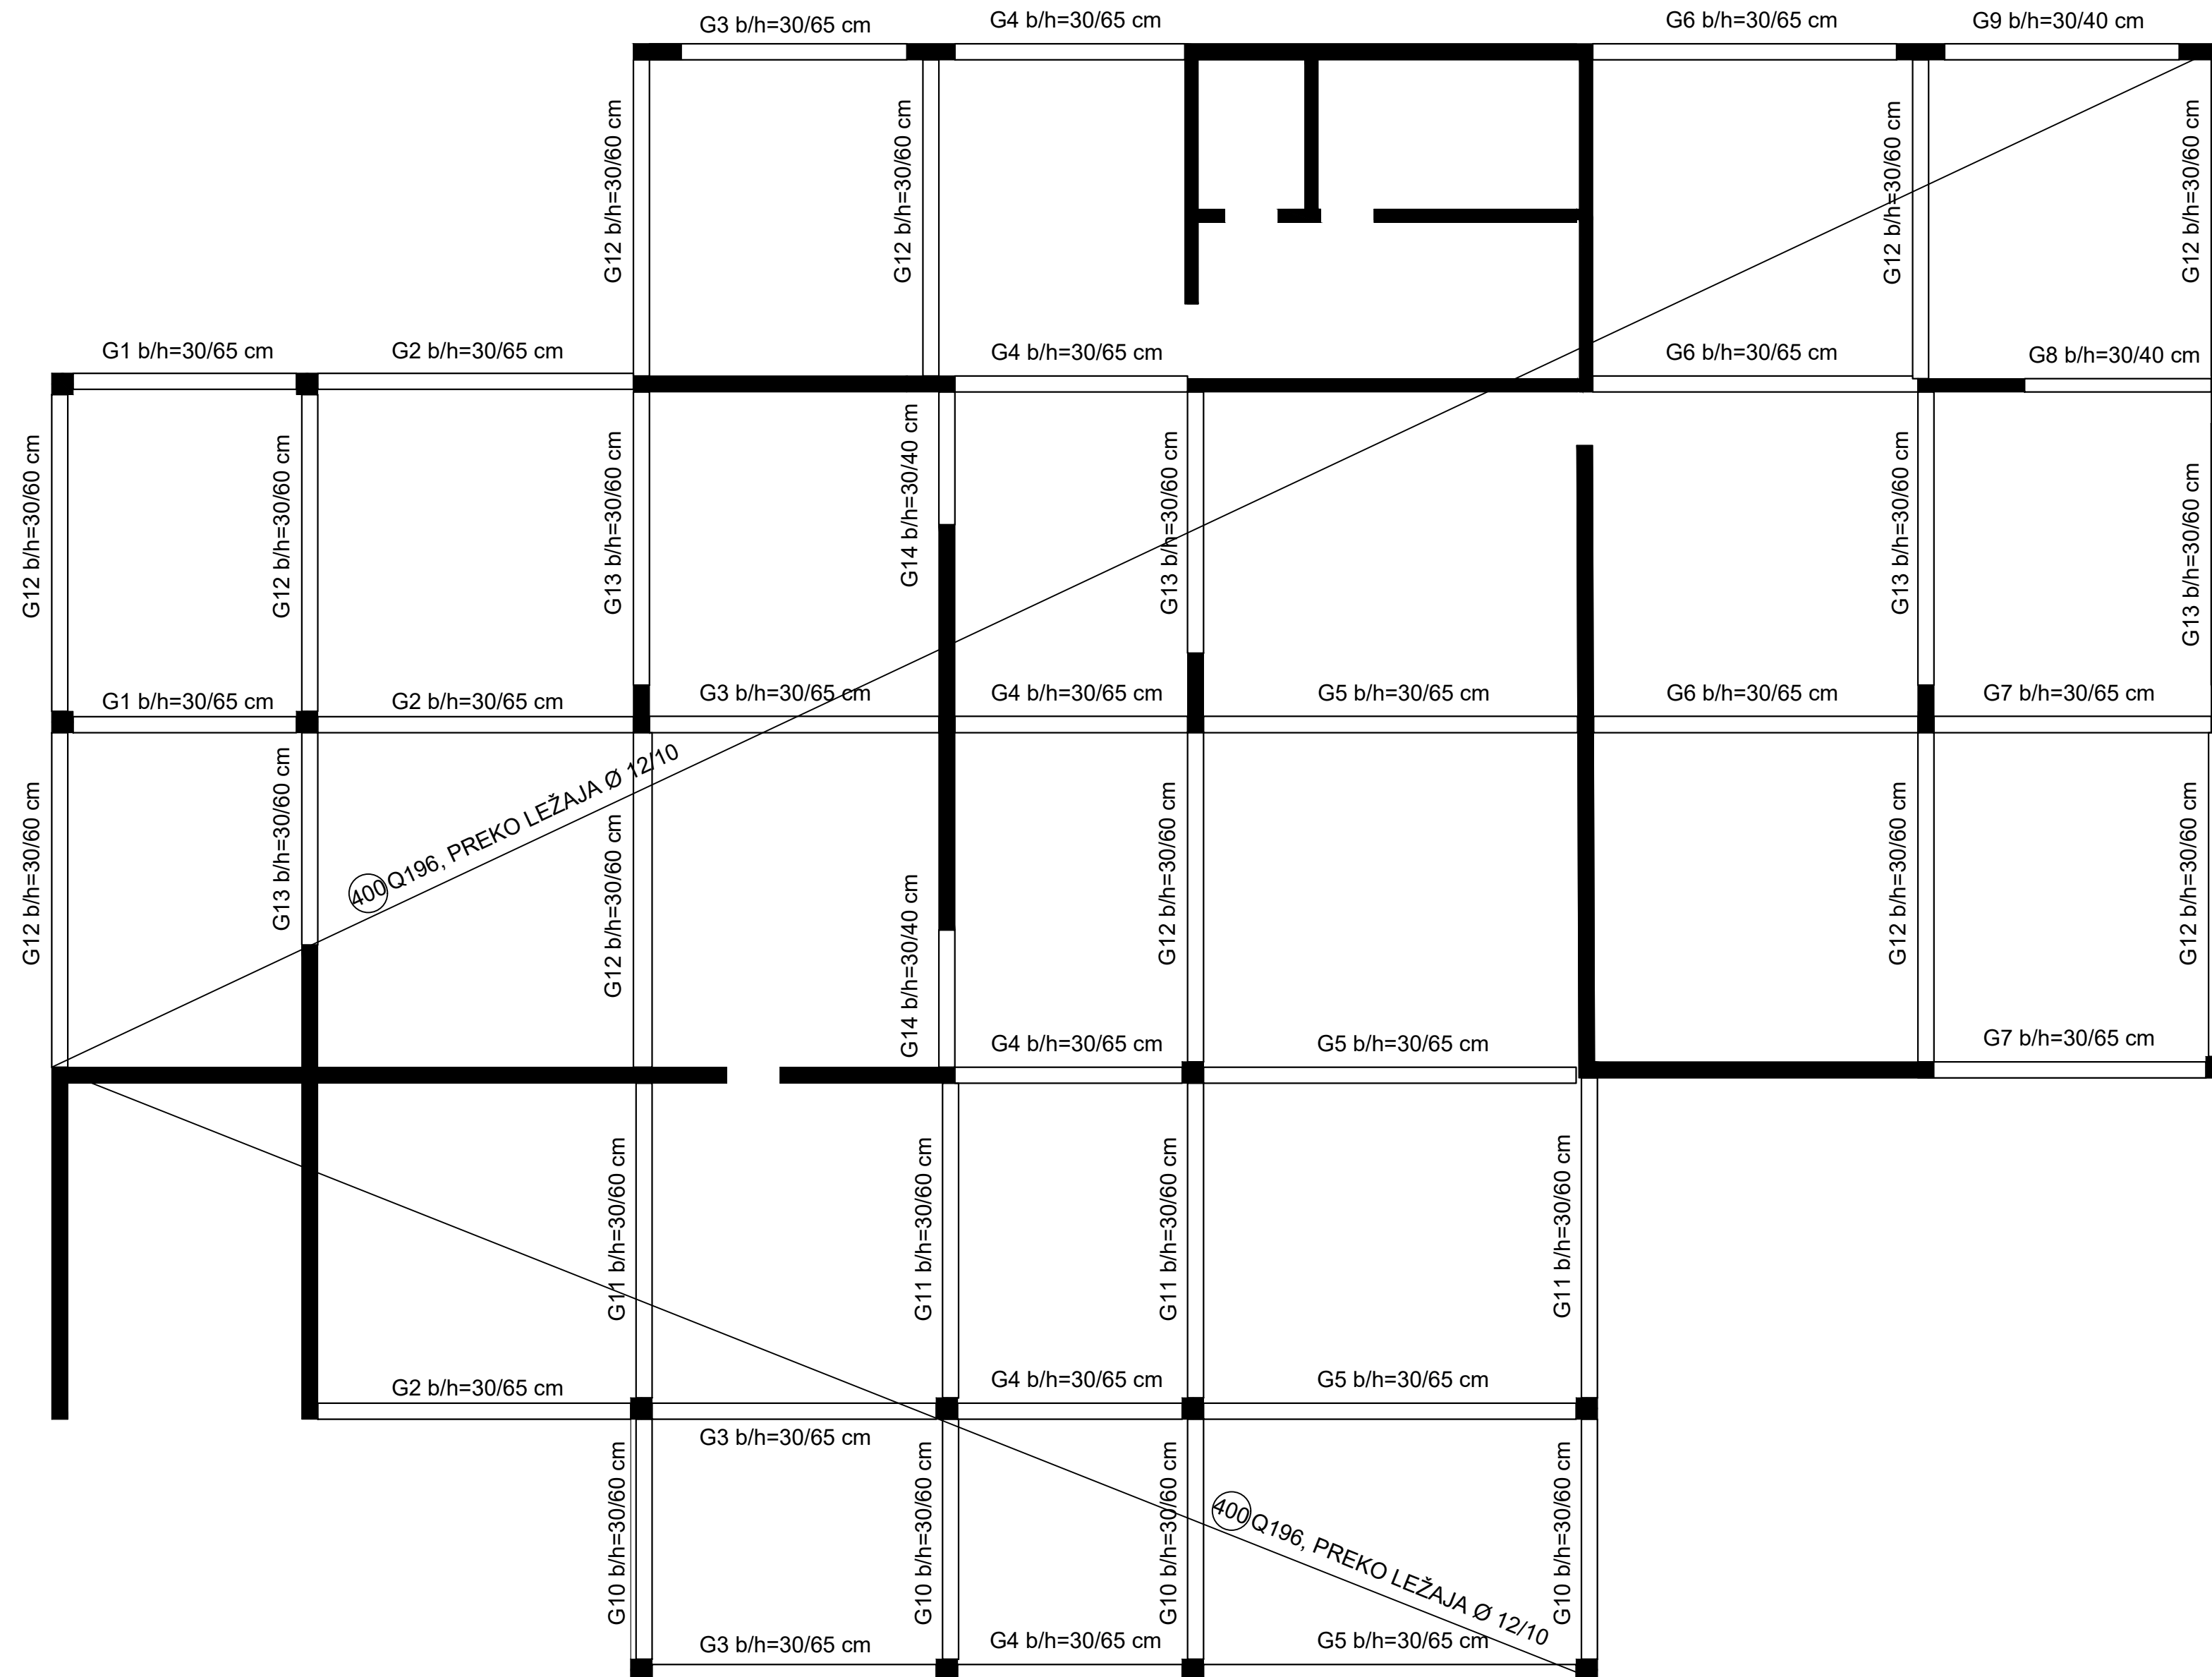 G3 b/h=30/65 cm
G4 b/h=30/65 cm
G6 b/h=30/65 cm
G9 b/h=30/40 cm
G12 b/h=30/60 cm
G12 b/h=30/60 cm
G12 b/h=30/60 cm
G12 b/h=30/60 cm
G1 b/h=30/65 cm
G2 b/h=30/65 cm
G4 b/h=30/65 cm
G6 b/h=30/65 cm
G8 b/h=30/40 cm
G12 b/h=30/60 cm
G12 b/h=30/60 cm
G13 b/h=30/60 cm
G14 b/h=30/40 cm
G13 b/h=30/60 cm
G13 b/h=30/60 cm
G13 b/h=30/60 cm
G1 b/h=30/65 cm
G2 b/h=30/65 cm
G3 b/h=30/65 cm
G4 b/h=30/65 cm
G5 b/h=30/65 cm
G6 b/h=30/65 cm
G7 b/h=30/65 cm
400 Q196, PREKO LEŽAJA Ø 12/10
G12 b/h=30/60 cm
G13 b/h=30/60 cm
G12 b/h=30/60 cm
G14 b/h=30/40 cm
G12 b/h=30/60 cm
G12 b/h=30/60 cm
G12 b/h=30/60 cm
G4 b/h=30/65 cm
G5 b/h=30/65 cm
G7 b/h=30/65 cm
G11 b/h=30/60 cm
G11 b/h=30/60 cm
G11 b/h=30/60 cm
G11 b/h=30/60 cm
G2 b/h=30/65 cm
G4 b/h=30/65 cm
G5 b/h=30/65 cm
G3 b/h=30/65 cm
G10 b/h=30/60 cm
G10 b/h=30/60 cm
G10 b/h=30/60 cm
G10 b/h=30/60 cm
400 Q196, PREKO LEŽAJA Ø 12/10
G3 b/h=30/65 cm
G4 b/h=30/65 cm
G5 b/h=30/65 cm